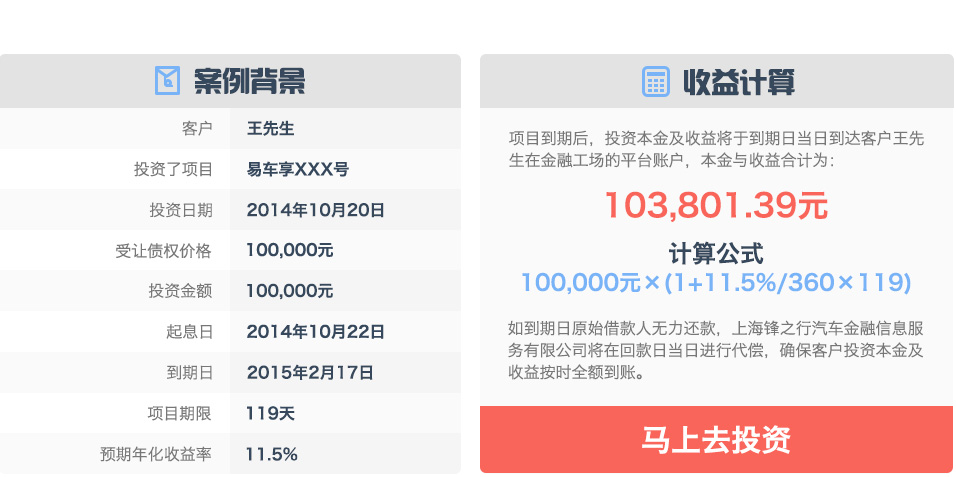 案例背景
客户 王先生
投资了项目 易车享XXX号
投资日期 2014年10月20日
受让债权价格 100,000元
投资金额 100,000元
起息日 2014年10月22日
到期日 2015年2月17日
项目期限 119天
预期年化收益率 11.5%
收益计算
项目到期后，投资本金及收益将于到期日当日到达客户王先
生在金融工场的平台账户，本金与收益合计为：
103,801.39元
计算公式
100,000元×(1+11.5%/360×119)
如到期日原始借款人无力还款，上海锋之行汽车金融信息服
务有限公司将在回款日当日进行代偿，确保客户投资本金及
收益按时全额到账。
马上去投资